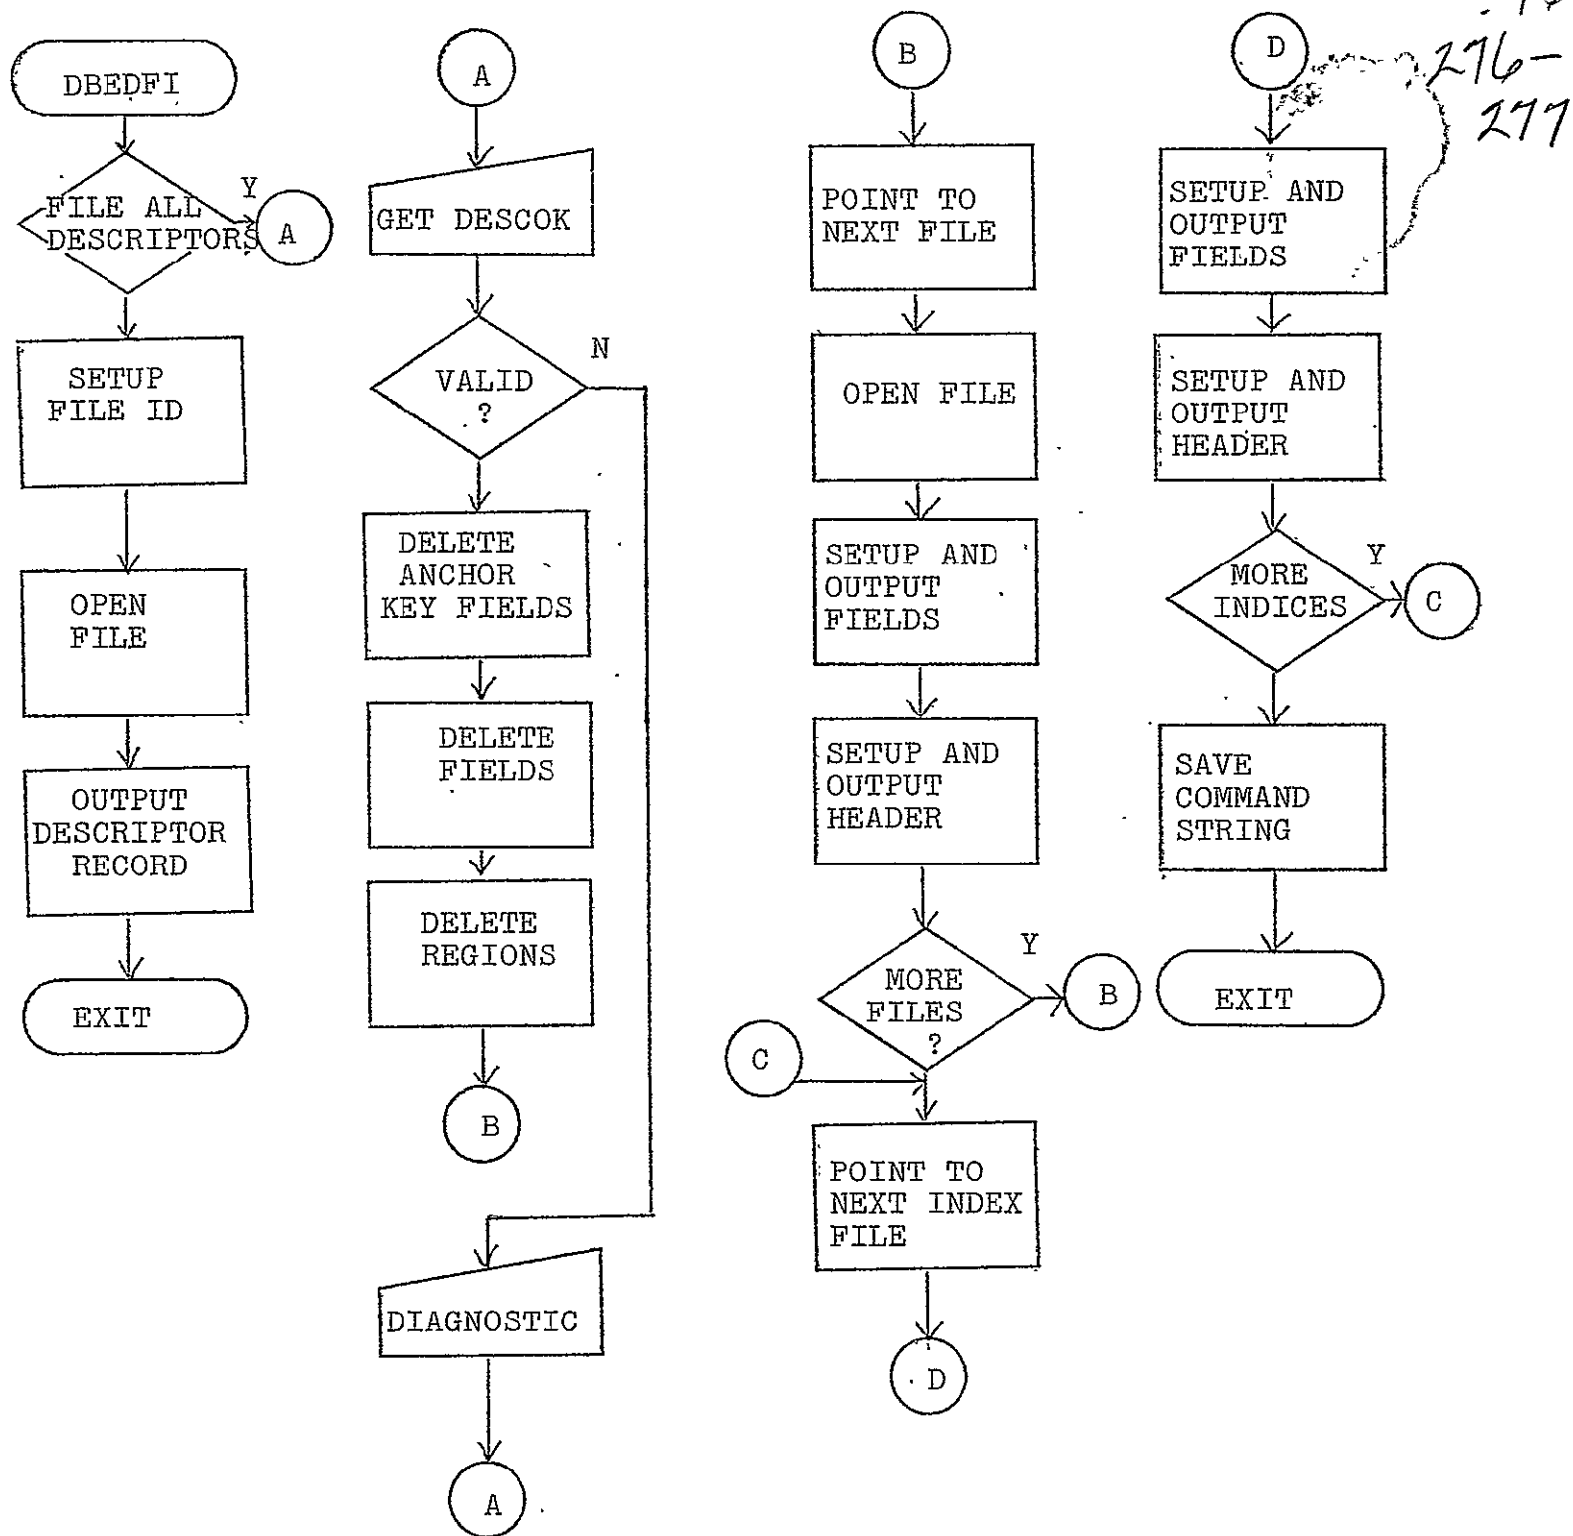 DBEDFI
FILE ALL
DESCRIPTORS
Y
A
SETUP
FILE ID
OPEN
FILE
OUTPUT
DESCRIPTOR
RECORD
EXIT
A
GET DESCOK
VALID
?
N
DELETE
ANCHOR
KEY FIELDS
DELETE
FIELDS
DELETE
REGIONS
B
DIAGNOSTIC
A
B
POINT TO
NEXT FILE
OPEN FILE
SETUP AND
OUTPUT
FIELDS
SETUP AND
OUTPUT
HEADER
MORE
FILES
?
Y
B
C
POINT TO
NEXT INDEX
FILE
D
D
276-
277
SETUP AND
OUTPUT
FIELDS
SETUP AND
OUTPUT
HEADER
MORE
INDICES
Y
C
SAVE
COMMAND
STRING
EXIT